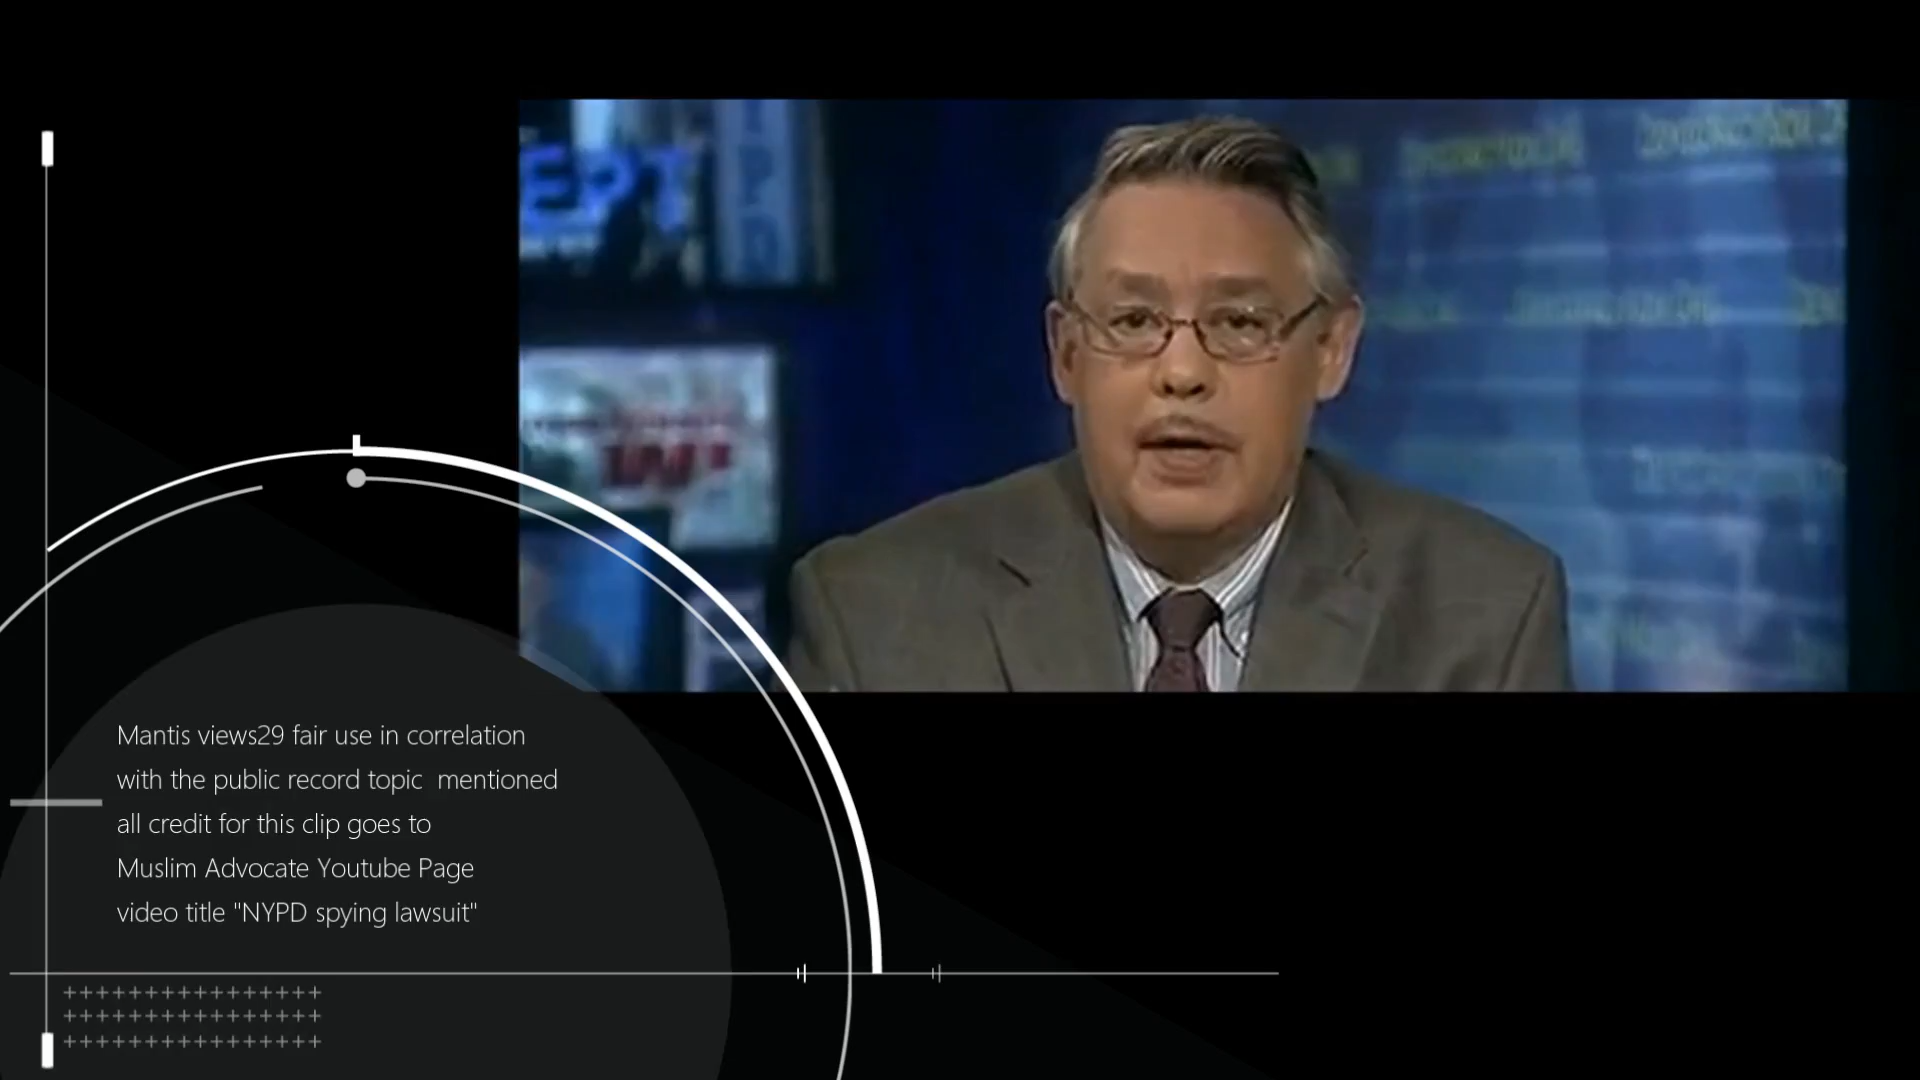 EPT
Mantis views29 fair use in correlation
with the public record topic  mentioned
all credit for this clip goes to
Muslim Advocate Youtube Page
video title "NYPD spying lawsuit"